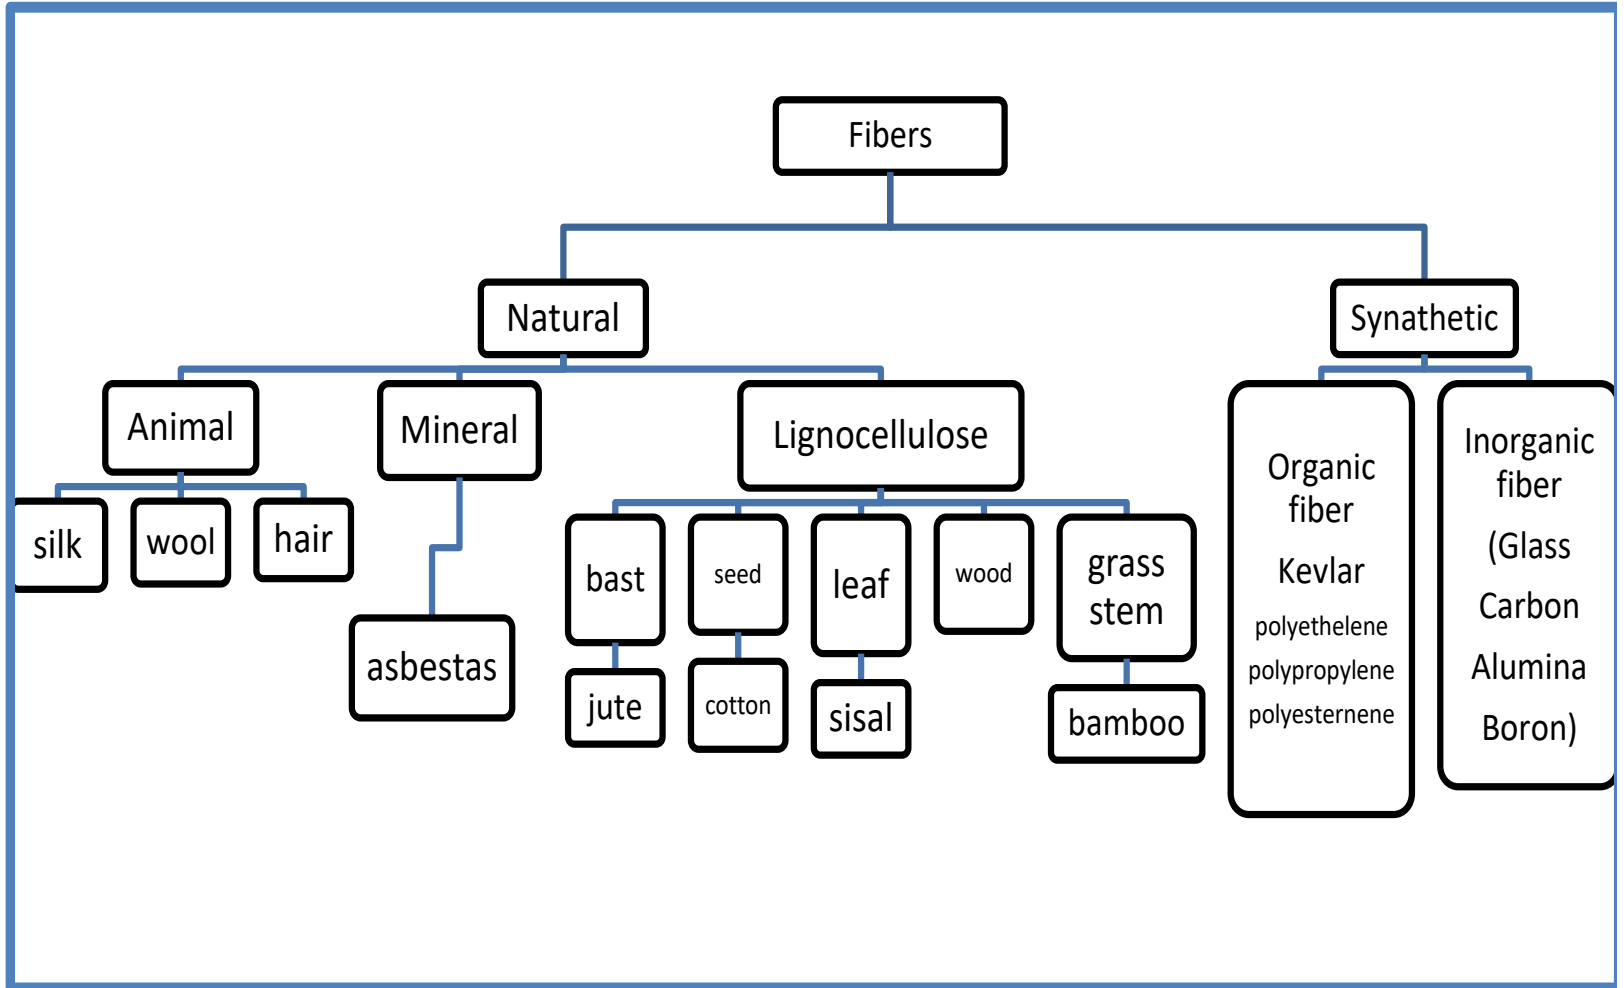 Fibers
Natural
Synathetic
Animal
Mineral
Lignocellulose
silk
wool
hair
asbestas
bast
seed
leaf
wood
grass
stem
jute
cotton
sisal
bamboo
Organic
fiber
Kevlar
polyethelene
polypropylene
polyesternene
Inorganic
fiber
(Glass
Carbon
Alumina
Boron)